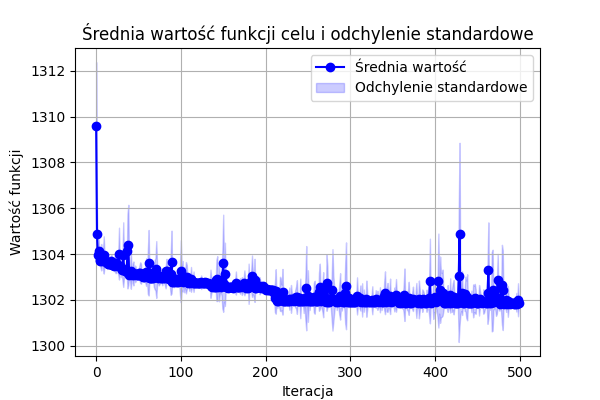 Średnia wartość funkcji celu i odchylenie standardowe
Średnia wartość
Odchylenie standardowe
Wartość funkcji
1312
1310
1308
1306
1304
1302
1300
0 100 200 300 400 500
Iteracja